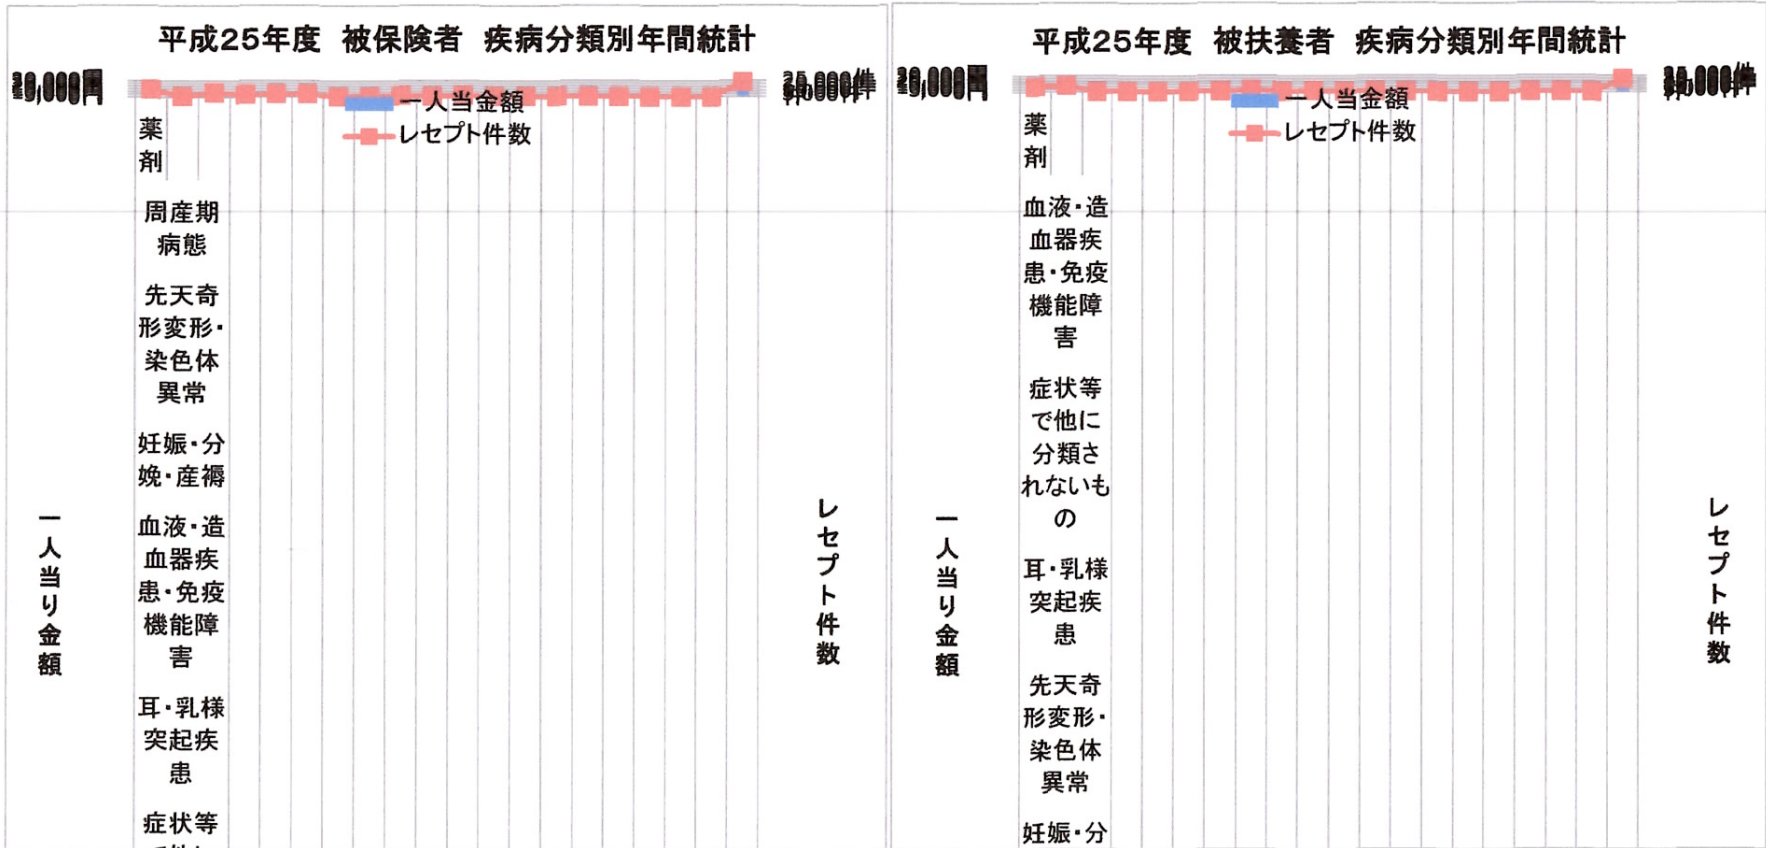 平成25年度 被保険者 疾病分類別年間統計
一人当金額
レセプト件数
薬
剤
周産期
病態
先天奇
形変形・
染色体
異常
妊娠・分
娩・産褥
血液・造
血器疾
患・免疫
機能障
害
耳・乳様
突起疾
患
症状等
一人当り金額
レセプト件数
平成25年度 被扶養者 疾病分類別年間統計
一人当金額
レセプト件数
薬
剤
血液・造
血器疾
患・免疫
機能障
害
症状等
で他に
分類さ
れないも
の
耳・乳様
突起疾
患
先天奇
形変形・
染色体
異常
妊娠・分
一人当り金額
レセプト件数